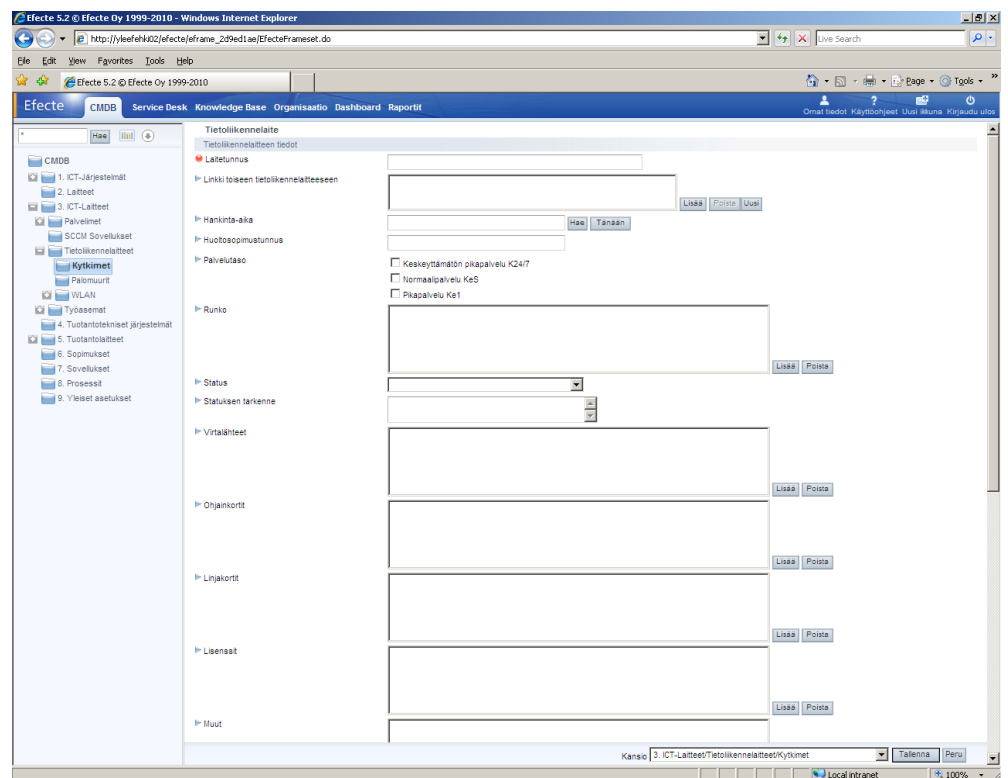 Efecte 5.2 © Efecte Oy 1999-2010 - Windows Internet Explorer
http://yleefehki02/efecte/eframe_2d9ed1ae/EfecteFrameset.do
Live Search
File Edit View Favorites Tools Help
Efecte 5.2 © Efecte Oy 1999-2010
Page Tools
Efecte CMDB Service Desk Knowledge Base Organisaatio Dashboard Raportit
Omat tiedot Käyttöohjeet Uusi ikkuna Kirjaudu ulos
* Hae
Tietoliikennelaite
Tietoliikennelaitteen tiedot
CMDB
1. ICT-Järjestelmät
2. Laitteet
3. ICT-Laitteet
Palvelimet
SCCM Sovellukset
Tietoliikennelaitteet
Kytkimet
Palomuurit
WLAN
Työasemat
4. Tuotantotekniset järjestelmät
5. Tuotantolaitteet
6. Sopimukset
7. Sovellukset
8. Prosessit
9. Yleiset asetukset
Laitetunnus
Linkki toiseen tietoliikennelaitteeseen
Lisää Poista Uusi
Hankinta-aika
Hae Tänään
Huoltosopimustunnus
Palvelutaso
Keskeyttämätön pikapalvelu K24/7
Normaalipalvelu KeS
Pikapalvelu Ke1
Runko
Lisää Poista
Status
Statuksen tarkenne
Virtalähteet
Lisää Poista
Ohjainkortit
Lisää Poista
Linjakortit
Lisää Poista
Lisenssit
Lisää Poista
Muut
Kansio 3. ICT-Laitteet/Tietoliikennelaitteet/Kytkimet Tallenna Peru
Local intranet 100%